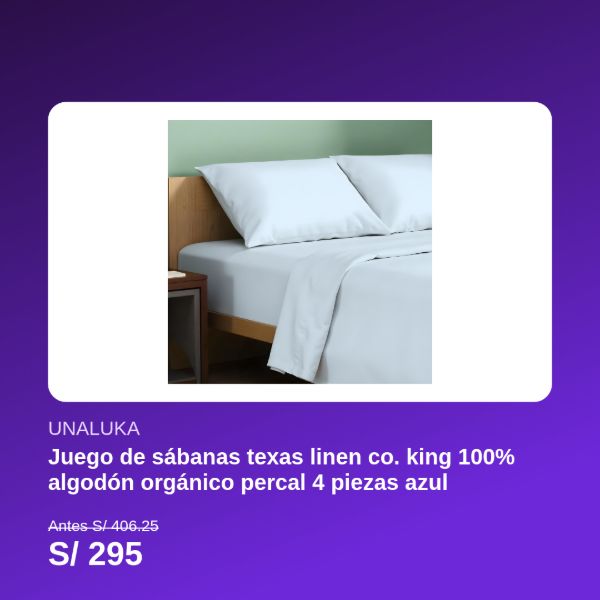 UNALUKA
Juego de sábanas texas linen co. king 100%
algodón orgánico percal 4 piezas azul
Antes S/ 406.25
S/ 295